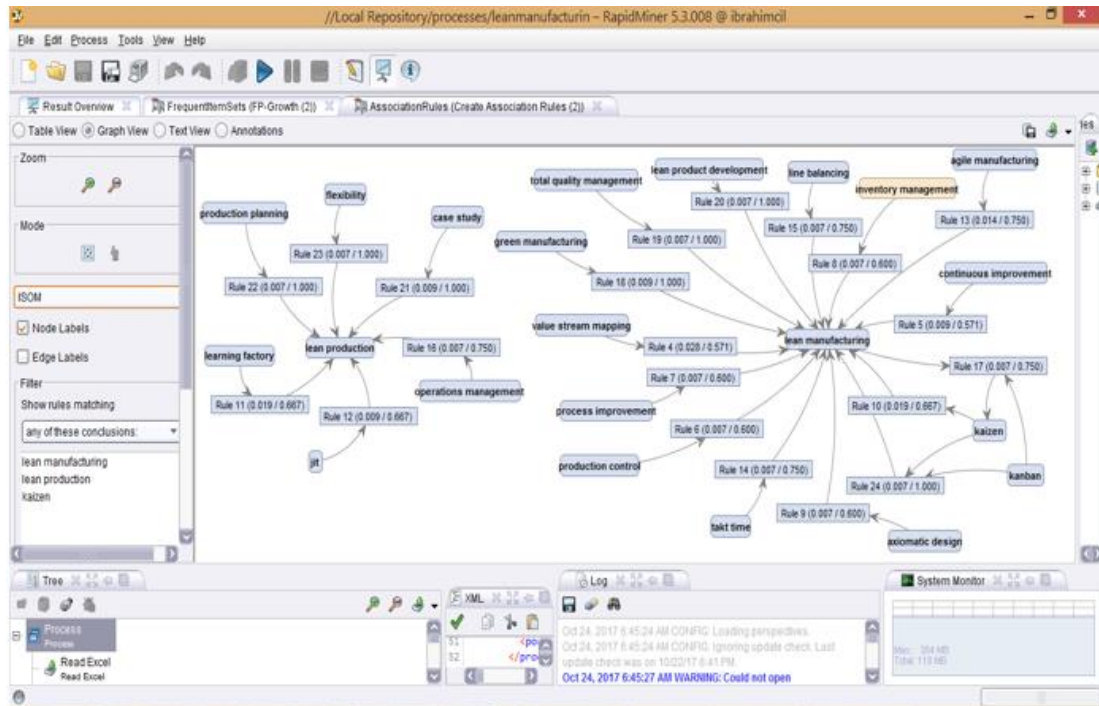 //Local Repository/processes/leanmanufacturin – RapidMiner 5.3.008 @ ibrahimcil
File Edit Process Tools View Help
Result Overview
FrequentItemSets (FP-Growth (2))
AssociationRules (Create Association Rules (2))
Table View Graph View Text View Annotations
Zoom
Mode
ISOM
Node Labels
Edge Labels
Filter
Show rules matching
any of these conclusions:
lean manufacturing
lean production
kaizen
flexibility
production planning
case study
Rule 23 (0.007 / 1.000)
Rule 22 (0.007 / 1.000)
Rule 21 (0.009 / 1.000)
lean production
Rule 16 (0.007 / 0.750)
learning factory
operations management
Rule 11 (0.019 / 0.667)
Rule 12 (0.009 / 0.667)
jit
agile manufacturing
lean product development
line balancing
total quality management
inventory management
Rule 20 (0.007 / 1.000)
Rule 13 (0.014 / 0.750)
Rule 15 (0.007 / 0.750)
green manufacturing
Rule 19 (0.007 / 1.000)
Rule 8 (0.007 / 0.600)
continuous improvement
Rule 18 (0.009 / 1.000)
value stream mapping
Rule 5 (0.009 / 0.571)
lean manufacturing
Rule 4 (0.028 / 0.571)
Rule 17 (0.007 / 0.750)
Rule 7 (0.007 / 0.600)
process improvement
Rule 10 (0.019 / 0.667)
Rule 6 (0.007 / 0.600)
kaizen
production control
Rule 14 (0.007 / 0.750)
kanban
Rule 24 (0.007 / 1.000)
takt time
Rule 9 (0.007 / 0.600)
axiomatic design
Tree
Process
Process
Read Excel
Read Excel
XML
51 <po
52 </pro
Log
Oct 24, 2017 6:45:24 AM CONFIG: Loading perspectives.
Oct 24, 2017 6:45:24 AM CONFIG: Ignoring update check. Last
update check was on 10/22/17 6:41 PM.
Oct 24, 2017 6:45:27 AM WARNING: Could not open
System Monitor
Max:
Total: